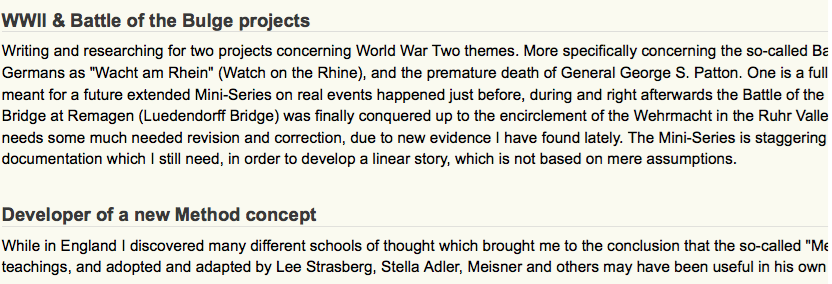 WWII & Battle of the Bulge projects
Writing and researching for two projects concerning World War Two themes. More specifically concerning the so-called
Germans as "Wacht am Rhein" (Watch on the Rhine), and the premature death of General George S. Patton. One is a full
meant for a future extended Mini-Series on real events happened just before, during and right afterwards the Battle of the
Bridge at Remagen (Luedendorff Bridge) was finally conquered up to the encirclement of the Wehrmacht in the Ruhr Valle
needs some much needed revision and correction, due to new evidence I have found lately. The Mini-Series is staggering
documentation which I still need, in order to develop a linear story, which is not based on mere assumptions.
Developer of a new Method concept
While in England I discovered many different schools of thought which brought me to the conclusion that the so-called "Me
teachings, and adopted and adapted by Lee Strasberg, Stella Adler, Meisner and others may have been useful in his own